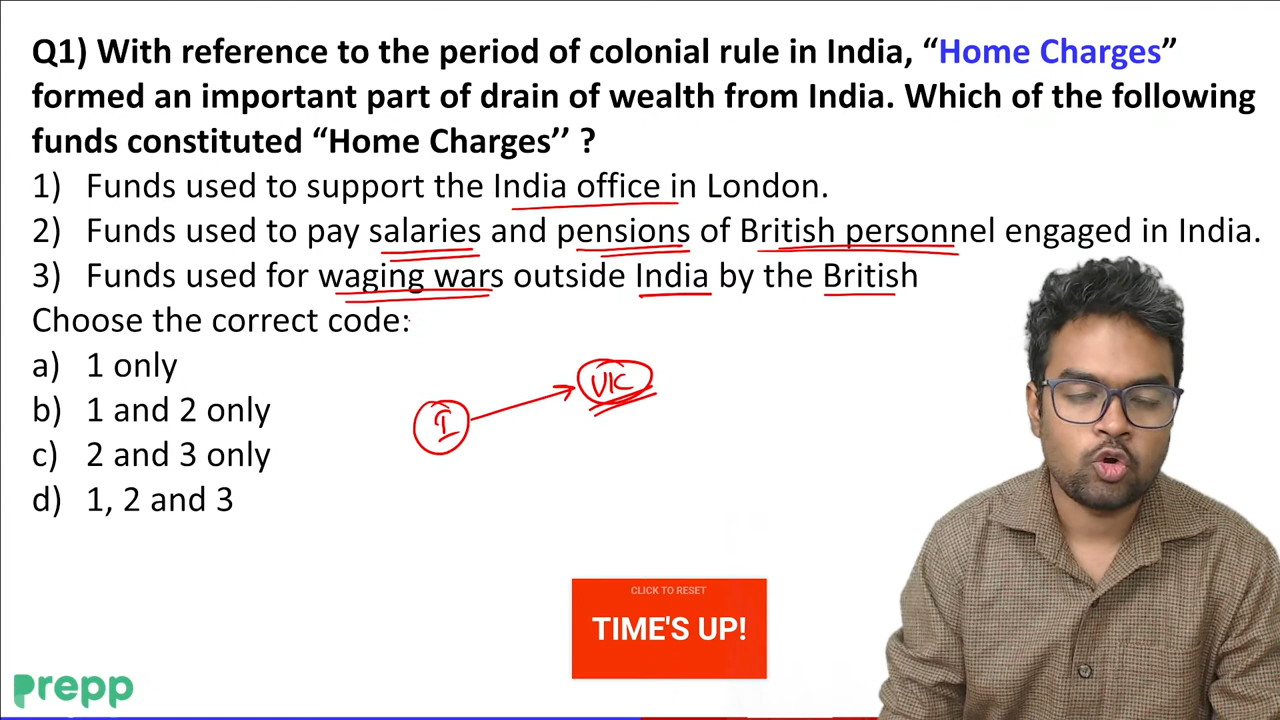 Q1) With reference to the period of colonial rule in India, “Home Charges”
formed an important part of drain of wealth from India. Which of the following
funds constituted “Home Charges’’ ?
1) Funds used to support the India office in London.
2) Funds used to pay salaries and pensions of British personnel engaged in India.
3) Funds used for waging wars outside India by the British
Choose the correct code:
a) 1 only
b) 1 and 2 only
c) 2 and 3 only
d) 1, 2 and 3
UK
I
CLICK TO RESET
TIME'S UP!
prepp